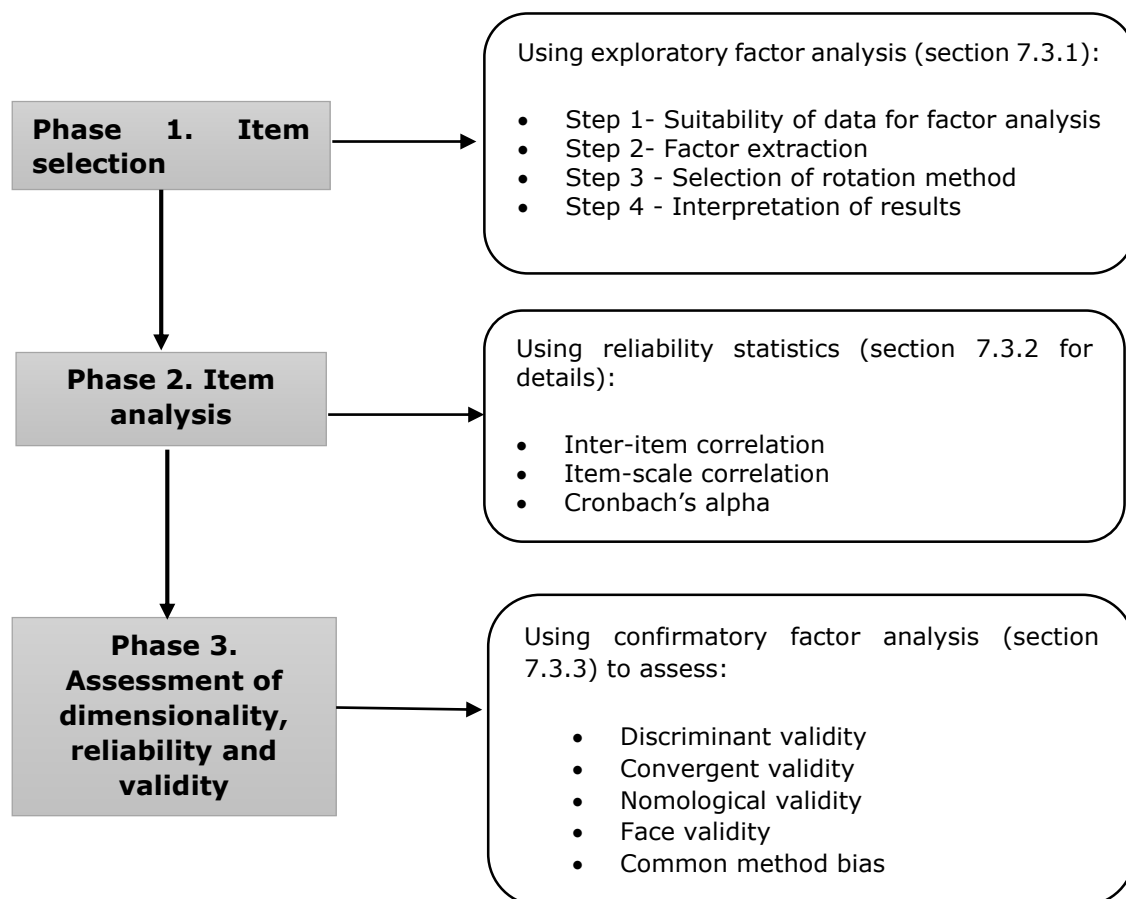 Phase 1. Item
selection
Using exploratory factor analysis (section 7.3.1):
• Step 1- Suitability of data for factor analysis
• Step 2- Factor extraction
• Step 3 - Selection of rotation method
• Step 4 - Interpretation of results
Phase 2. Item
analysis
Using reliability statistics (section 7.3.2 for
details):
• Inter-item correlation
• Item-scale correlation
• Cronbach’s alpha
Phase 3.
Assessment of
dimensionality,
reliability and
validity
Using confirmatory factor analysis (section
7.3.3) to assess:
• Discriminant validity
• Convergent validity
• Nomological validity
• Face validity
• Common method bias